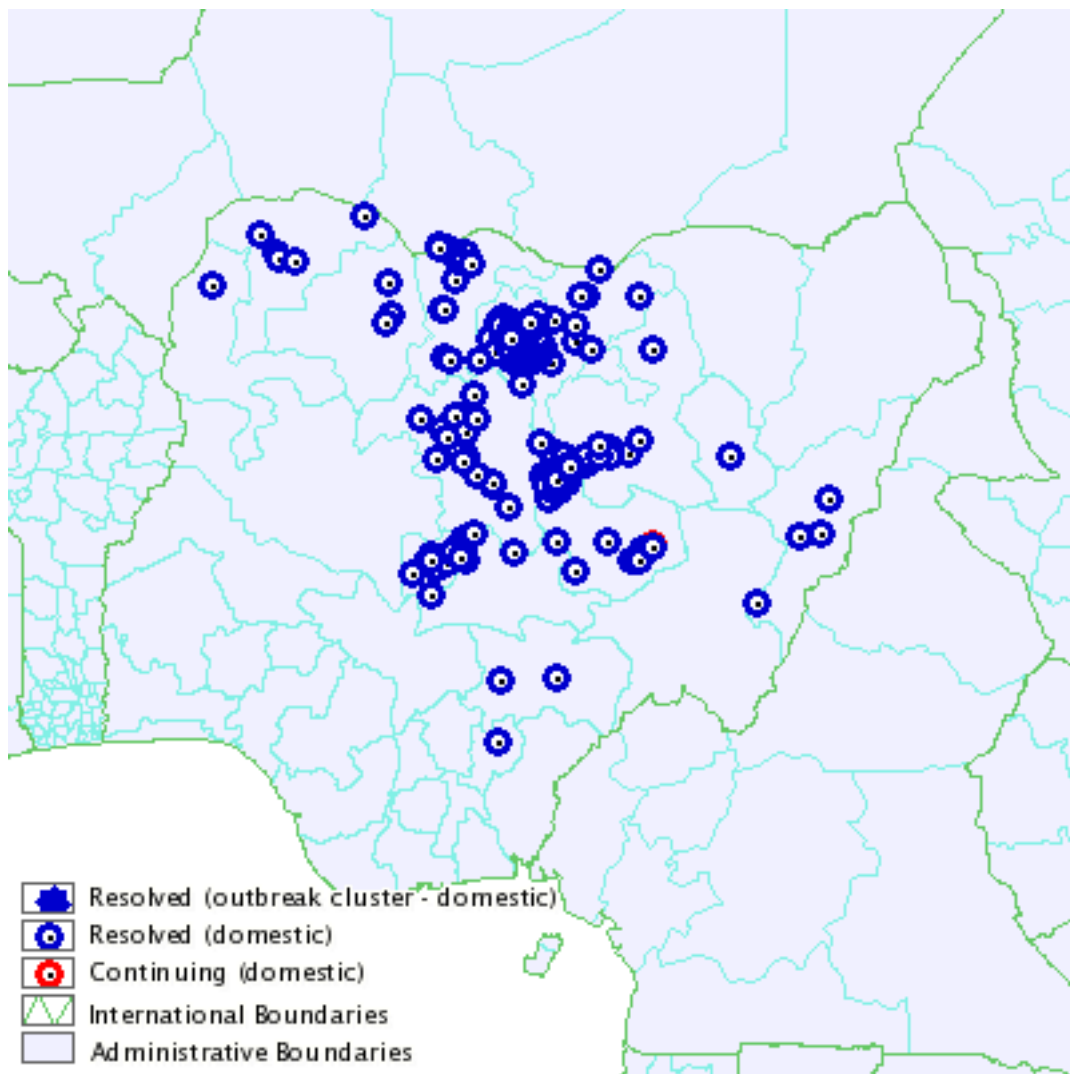 Resolved (outbreak cluster - domestic)
Resolved (domestic)
Continuing (domestic)
International Boundaries
Administrative Boundaries